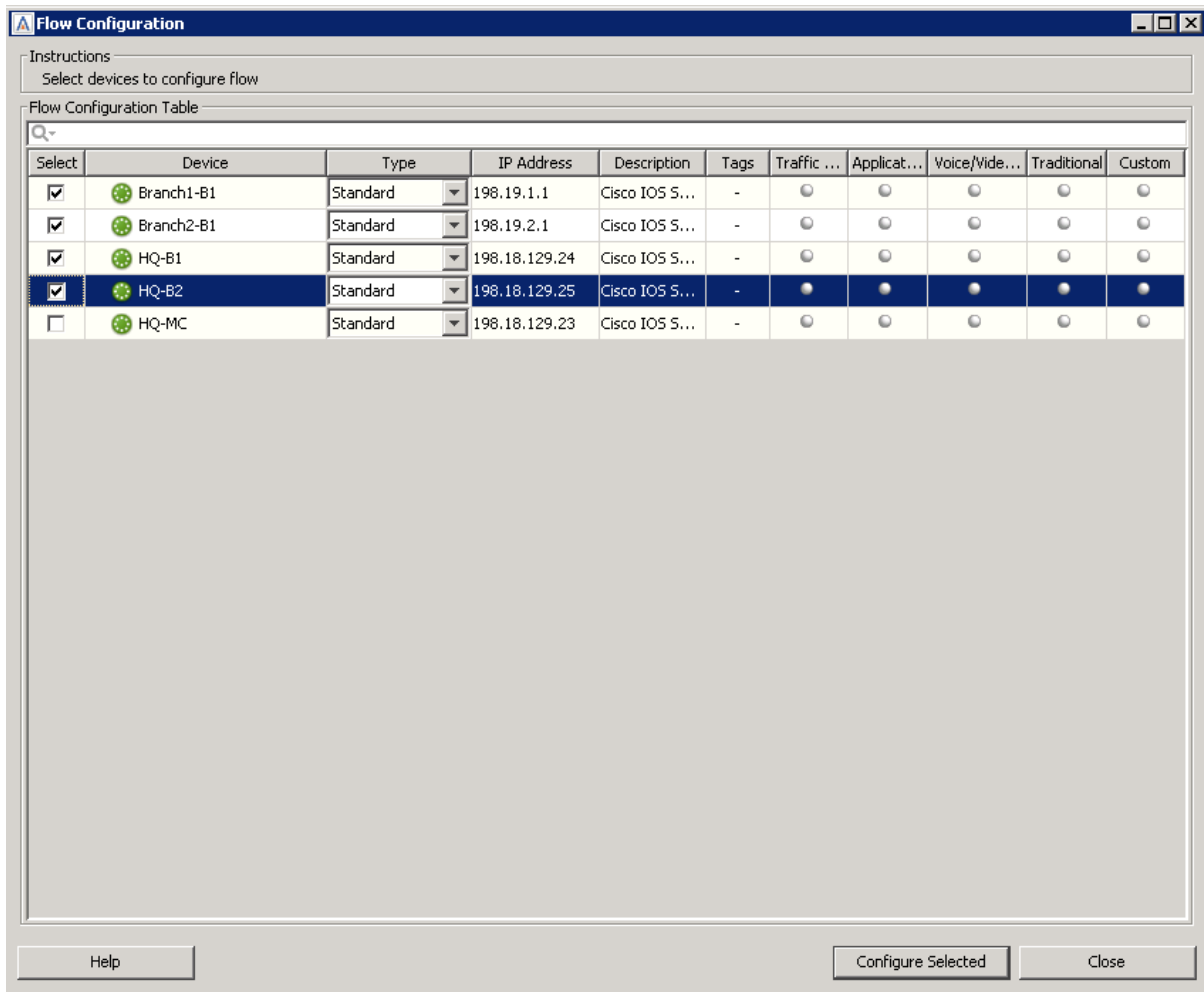 Flow Configuration
Instructions
Select devices to configure flow
Flow Configuration Table
Select Device Type IP Address Description Tags Traffic ... Applicat... Voice/Vide... Traditional Custom
Branch1-B1 Standard 198.19.1.1 Cisco IOS S... -
Branch2-B1 Standard 198.19.2.1 Cisco IOS S... -
HQ-B1 Standard 198.18.129.24 Cisco IOS S... -
HQ-B2 Standard 198.18.129.25 Cisco IOS S... -
HQ-MC Standard 198.18.129.23 Cisco IOS S... -
Help Configure Selected Close